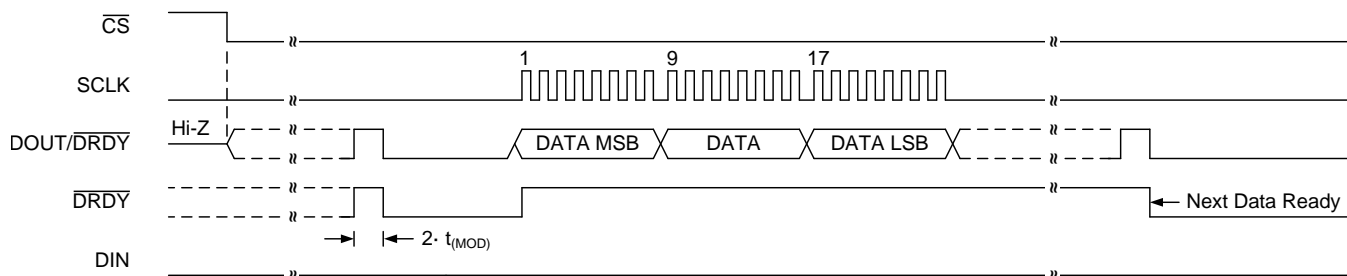 CS
1 9 17
SCLK
Hi-Z
DOUT/DRDY DATA MSB DATA DATA LSB
DRDY Next Data Ready
2· t(MOD)
DIN